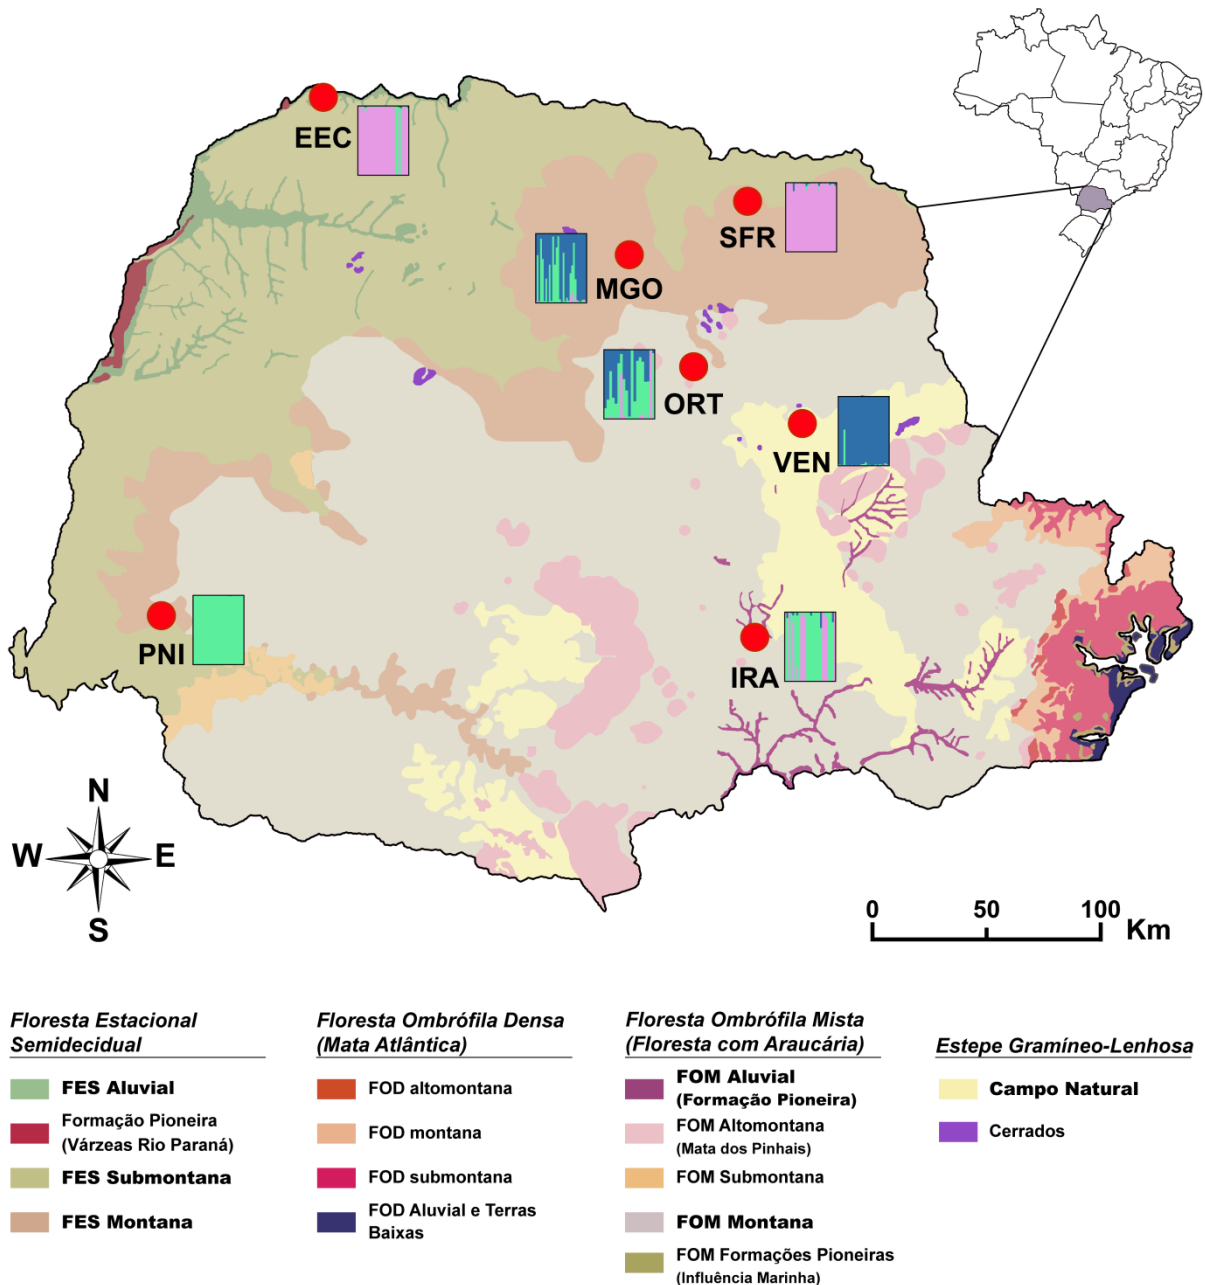 EEC
SFR
MGO
ORT
VEN
PNI
IRA
N
W E
S
0 50 100
Km
Floresta Estacional
Semidecidual
FES Aluvial
Formação Pioneira
(Várzeas Rio Paraná)
FES Submontana
FES Montana
Floresta Ombrófila Densa
(Mata Atlântica)
FOD altomontana
FOD montana
FOD submontana
FOD Aluvial e Terras
Baixas
Floresta Ombrófila Mista
(Floresta com Araucária)
FOM Aluvial
(Formação Pioneira)
FOM Altomontana
(Mata dos Pinhais)
FOM Submontana
FOM Montana
FOM Formações Pioneiras
(Influência Marinha)
Estepe Gramíneo-Lenhosa
Campo Natural
Cerrados